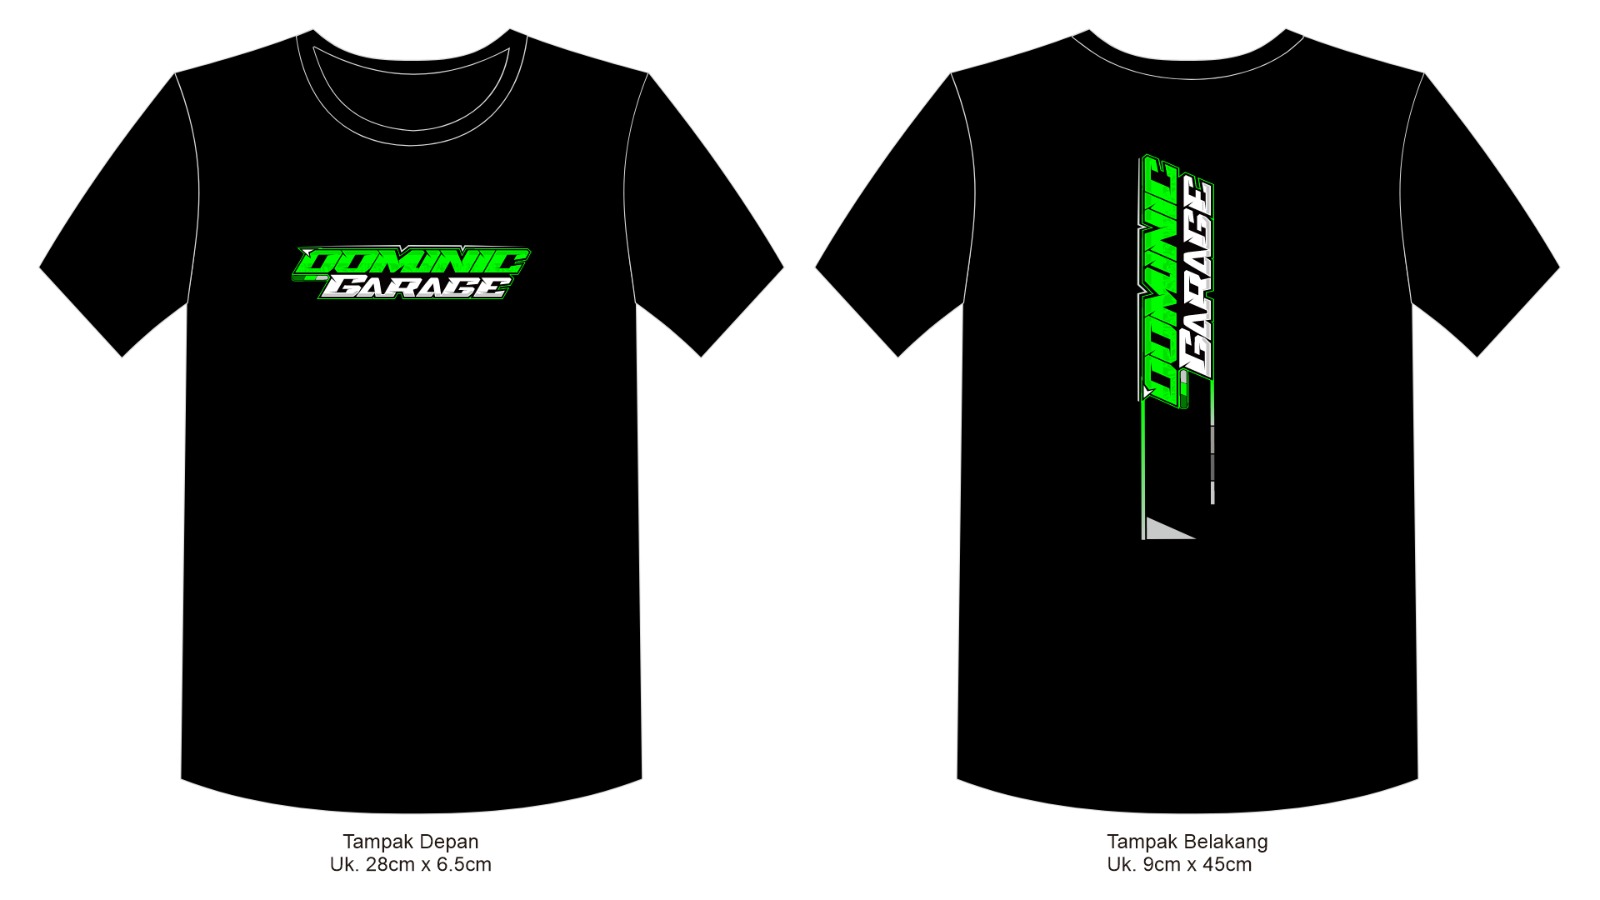 DOMINIC
GARAGE
DOMINIC
GARAGE
Tampak Depan
Uk. 28cm x 6.5cm
Tampak Belakang
Uk. 9cm x 45cm